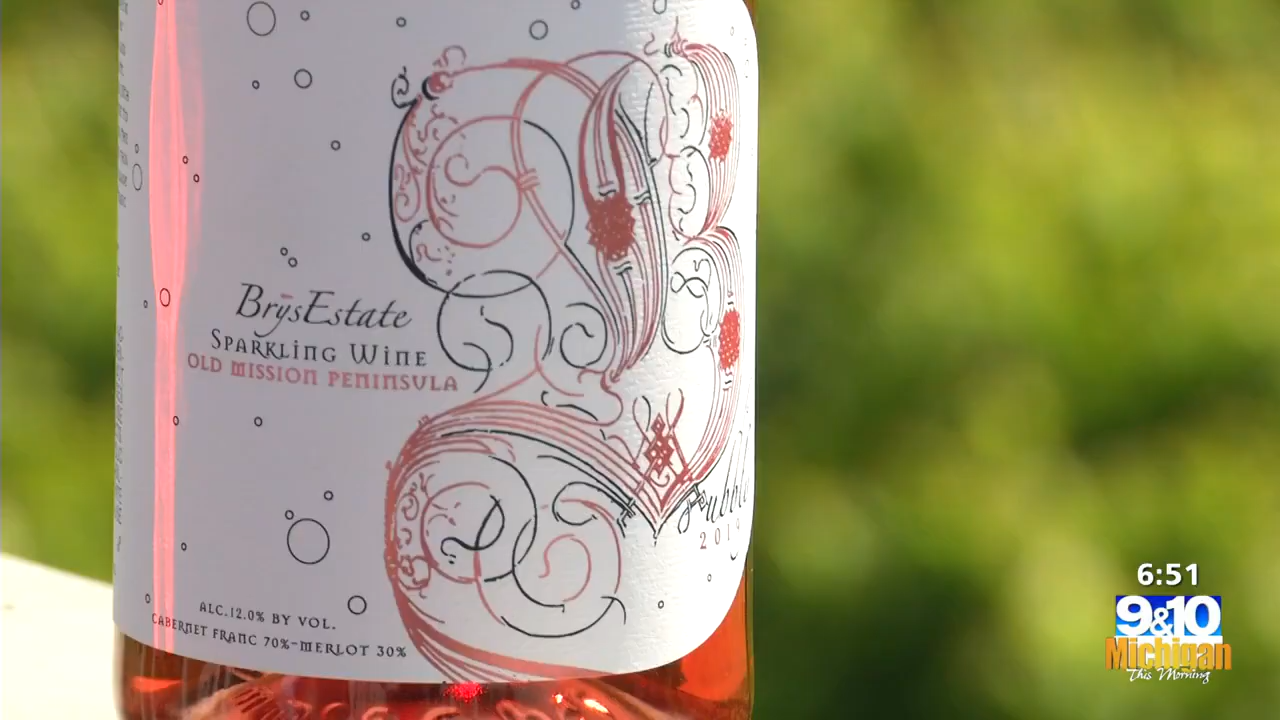 BrȳsEstate
SPARKLING WINE
OLD MISSION PENINSULA
ALC.12.0% BY VOL.
CABERNET FRANC 70%-MERLOT 30%
6:51
9&10
Michigan
This Morning